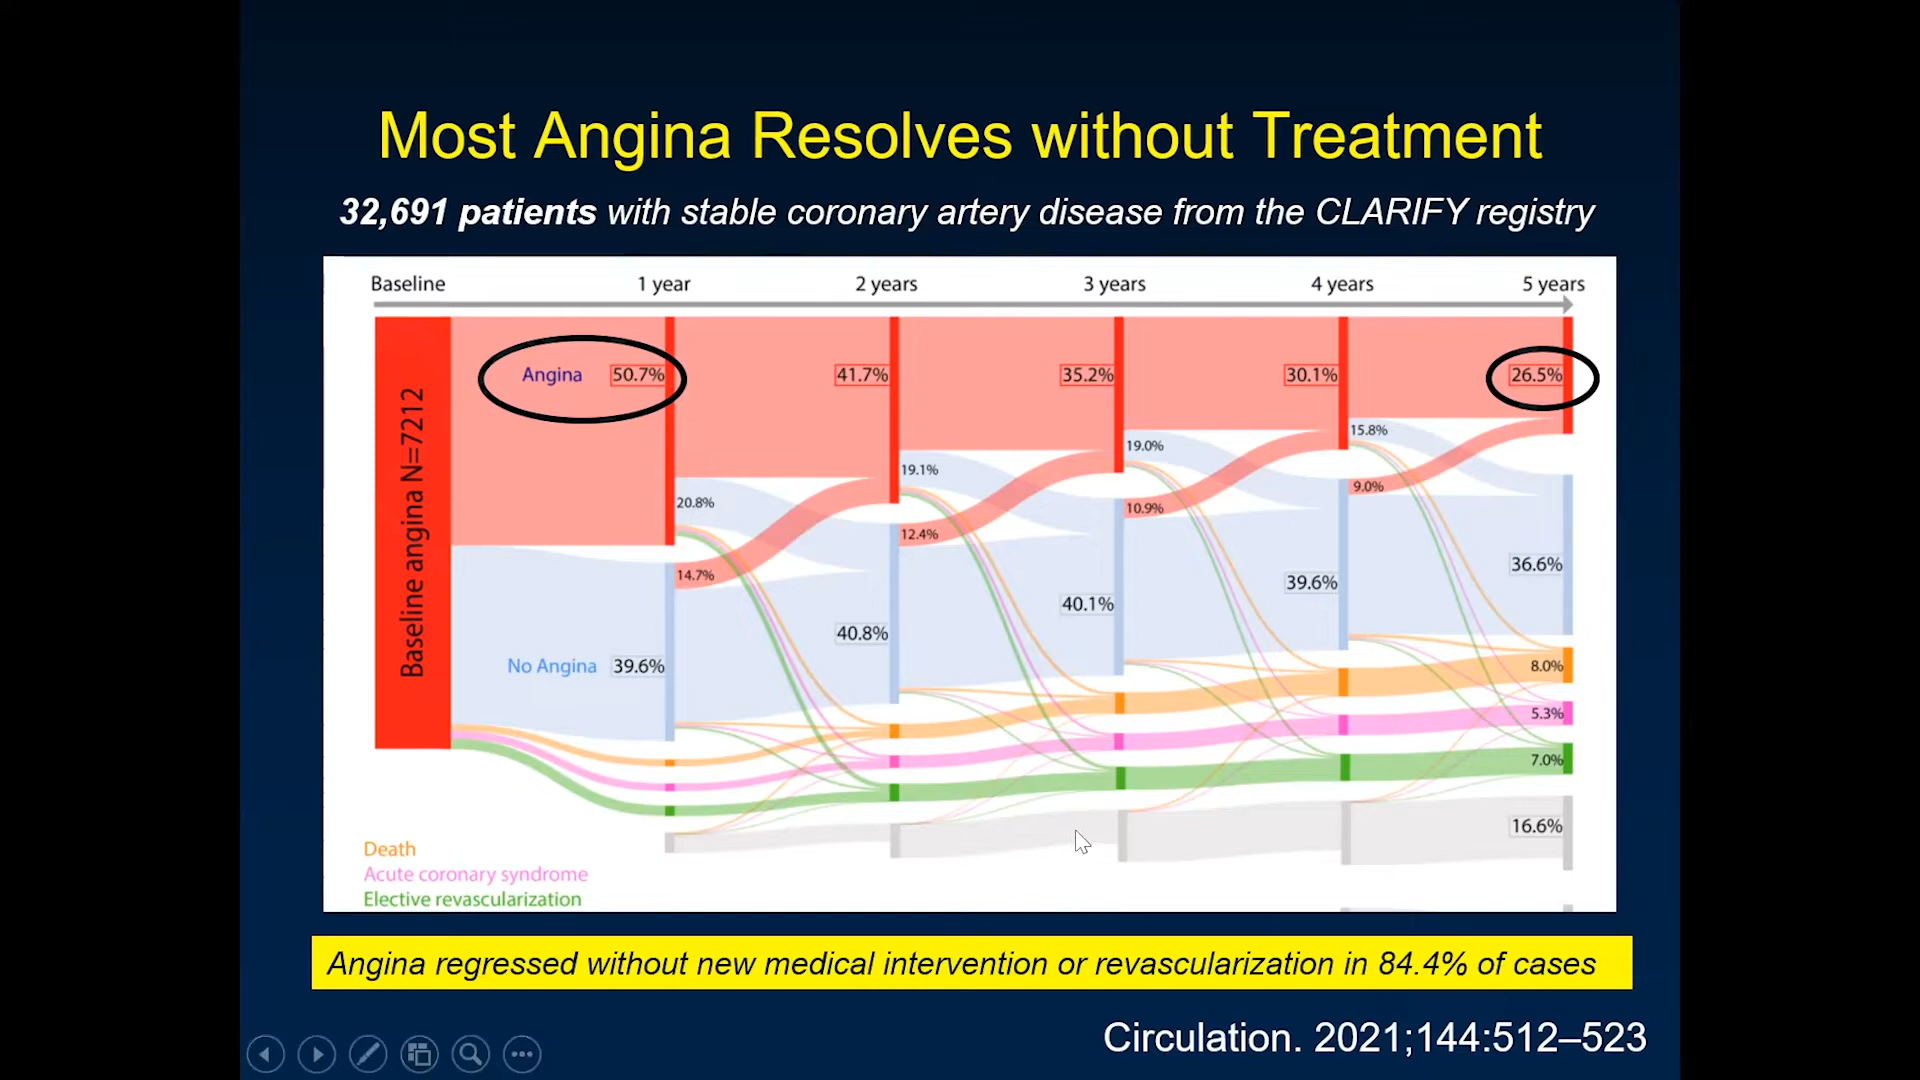 Most Angina Resolves without Treatment
32,691 patients with stable coronary artery disease from the CLARIFY registry
Baseline 1 year 2 years 3 years 4 years 5 years
Baseline angina N=7212
Angina 50.7% 41.7% 35.2% 30.1% 26.5%
15.8%
19.0%
19.1%
9.0%
20.8%
10.9%
12.4%
36.6%
14.7%
39.6%
40.1%
40.8%
No Angina 39.6%
8.0%
5.3%
7.0%
16.6%
Death
Acute coronary syndrome
Elective revascularization
Angina regressed without new medical intervention or revascularization in 84.4% of cases
Circulation. 2021;144:512–523